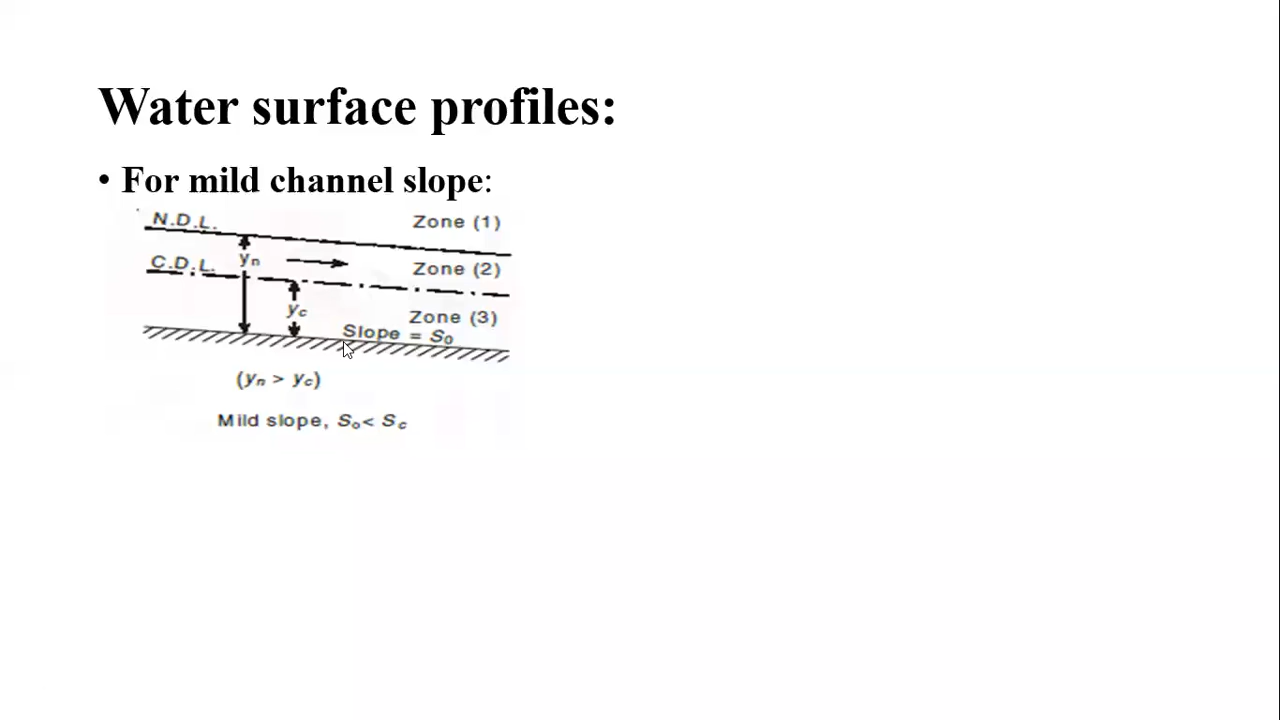 Water surface profiles:
• For mild channel slope:
N.D.L. Zone (1)
C.D.L. yn Zone (2)
yc Zone (3)
Slope = So
(yn > yc)
Mild slope, So < Sc